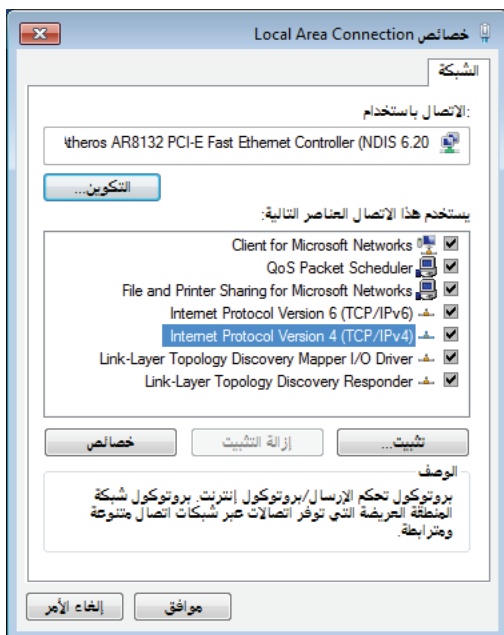 خصائص Local Area Connection
الشبكة
الاتصال باستخدام:
Atheros AR8132 PCI-E Fast Ethernet Controller (NDIS 6.20
التكوين...
يستخدم هذا الاتصال العناصر التالية:
Client for Microsoft Networks
QoS Packet Scheduler
File and Printer Sharing for Microsoft Networks
Internet Protocol Version 6 (TCP/IPv6)
Internet Protocol Version 4 (TCP/IPv4)
Link-Layer Topology Discovery Mapper I/O Driver
Link-Layer Topology Discovery Responder
تثبيت... إزالة التثبيت خصائص
الوصف
بروتوكول تحكم الإرسال/بروتوكول إنترنت. بروتوكول شبكة
المنطقة العريضة التي توفر اتصالات عبر شبكات اتصال متنوعة
ومترابطة.
موافق إلغاء الأمر